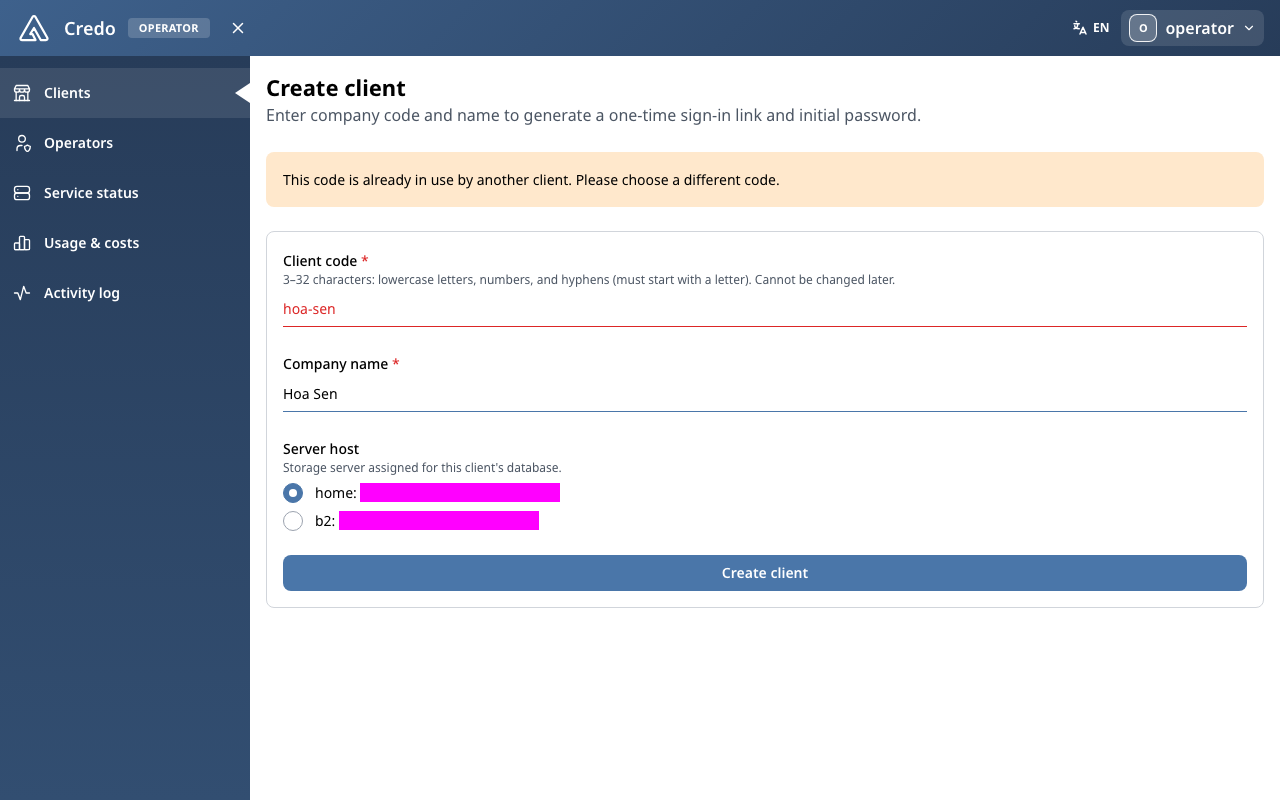 Credo
OPERATOR
EN
O
operator
Clients
Operators
Service status
Usage & costs
Activity log
Create client
Enter company code and name to generate a one-time sign-in link and initial password.
This code is already in use by another client. Please choose a different code.
Client code *
3–32 characters: lowercase letters, numbers, and hyphens (must start with a letter). Cannot be changed later.
hoa-sen
Company name *
Hoa Sen
Server host
Storage server assigned for this client's database.
home:
b2:
Create client